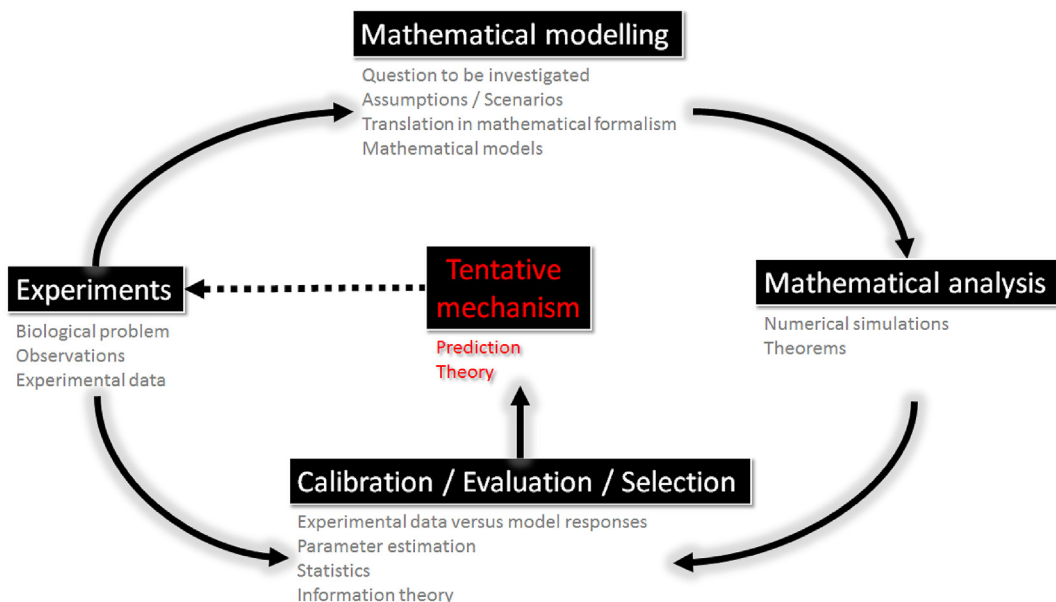 Mathematical modelling
Question to be investigated
Assumptions / Scenarios
Translation in mathematical formalism
Mathematical models
Experiments
Biological problem
Observations
Experimental data
Tentative
mechanism
Prediction
Theory
Mathematical analysis
Numerical simulations
Theorems
Calibration / Evaluation / Selection
Experimental data versus model responses
Parameter estimation
Statistics
Information theory